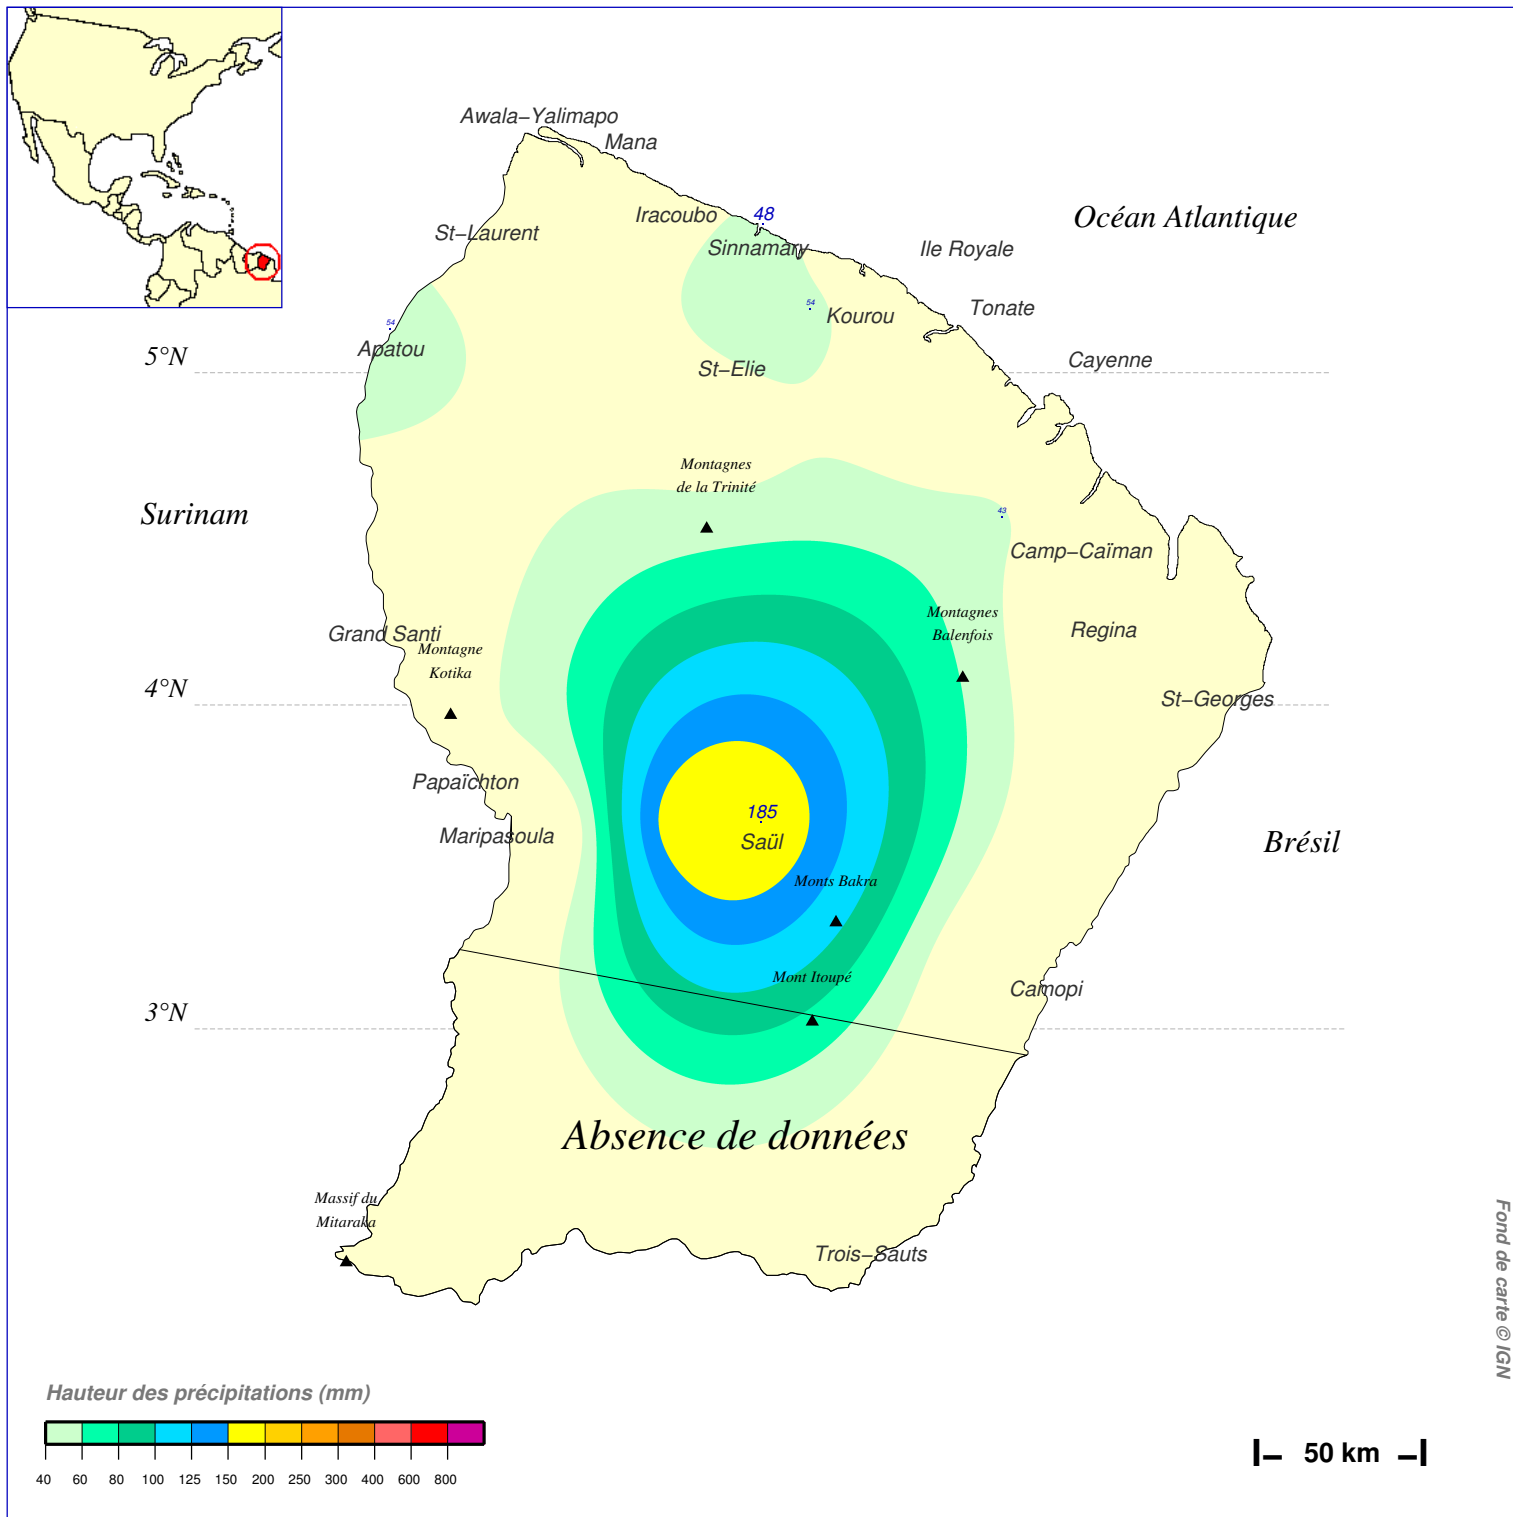 Awala−Yalimapo
Mana
Iracoubo
48
Océan Atlantique
St−Laurent
Sinnamary
Ile Royale
54
Kourou
Tonate
54
Apatou
5°N
St−Elie
Cayenne
Montagnes
de la Trinité
Surinam
43
Camp−Caïman
Montagnes
Balenfois
Regina
Grand Santi
Montagne
Kotika
4°N
St−Georges
Papaïchton
185
Saül
Maripasoula
Brésil
Monts Bakra
Mont Itoupé
Camopi
3°N
Absence de données
Massif du
Mitaraka
Trois−Sauts
Fond de carte © IGN
Hauteur des précipitations (mm)
40 60 80 100 125 150 200 250 300 400 600 800
50 km